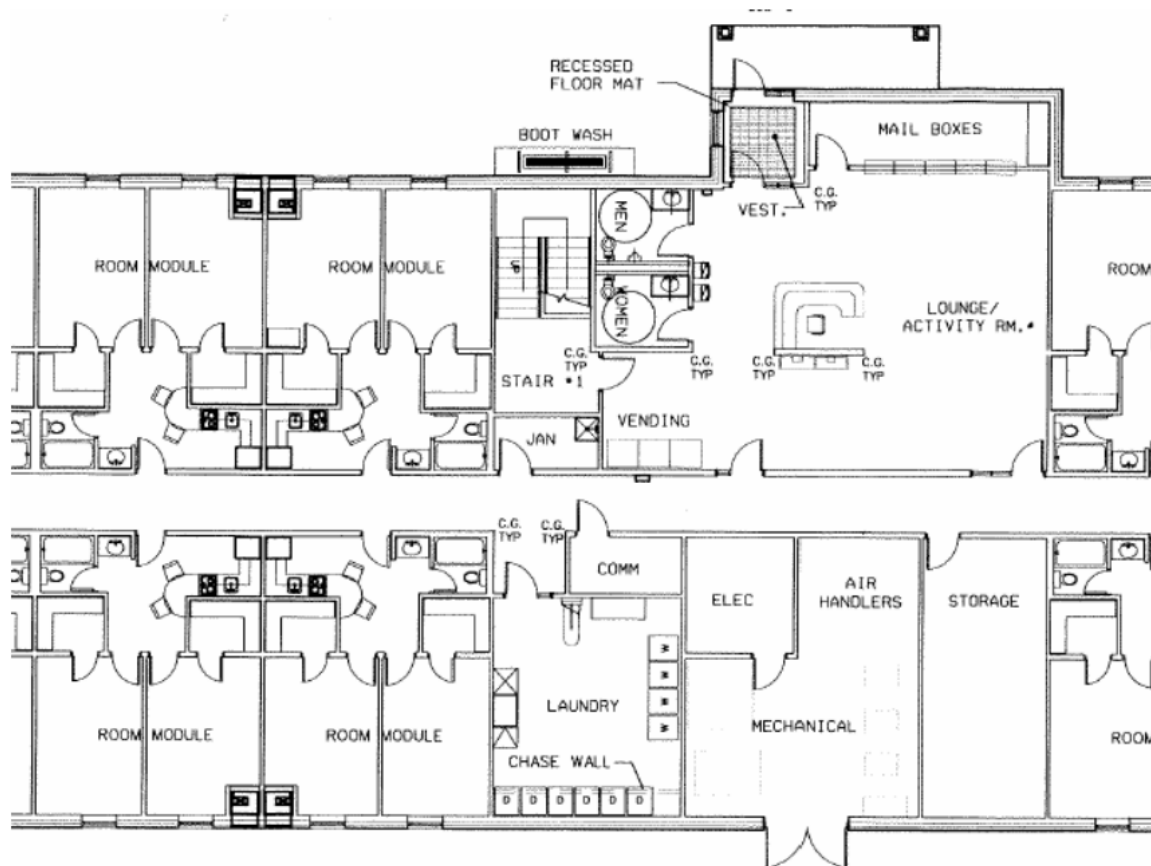 RECESSED
FLOOR MAT
BOOT WASH
MAIL BOXES
VEST.
C.G.
TYP
MEN
WOMEN
UP
ROOM MODULE
ROOM MODULE
ROOM
LOUNGE/
ACTIVITY RM.*
C.G.
TYP
C.G.
TYP
C.G.
TYP
C.G.
TYP
STAIR #1
VENDING
JAN
C.G.
TYP
C.G.
TYP
COMM
ELEC
AIR
HANDLERS
STORAGE
W
W
W
W
LAUNDRY
MECHANICAL
ROOM MODULE
ROOM MODULE
ROOM
CHASE WALL
D D D D D D